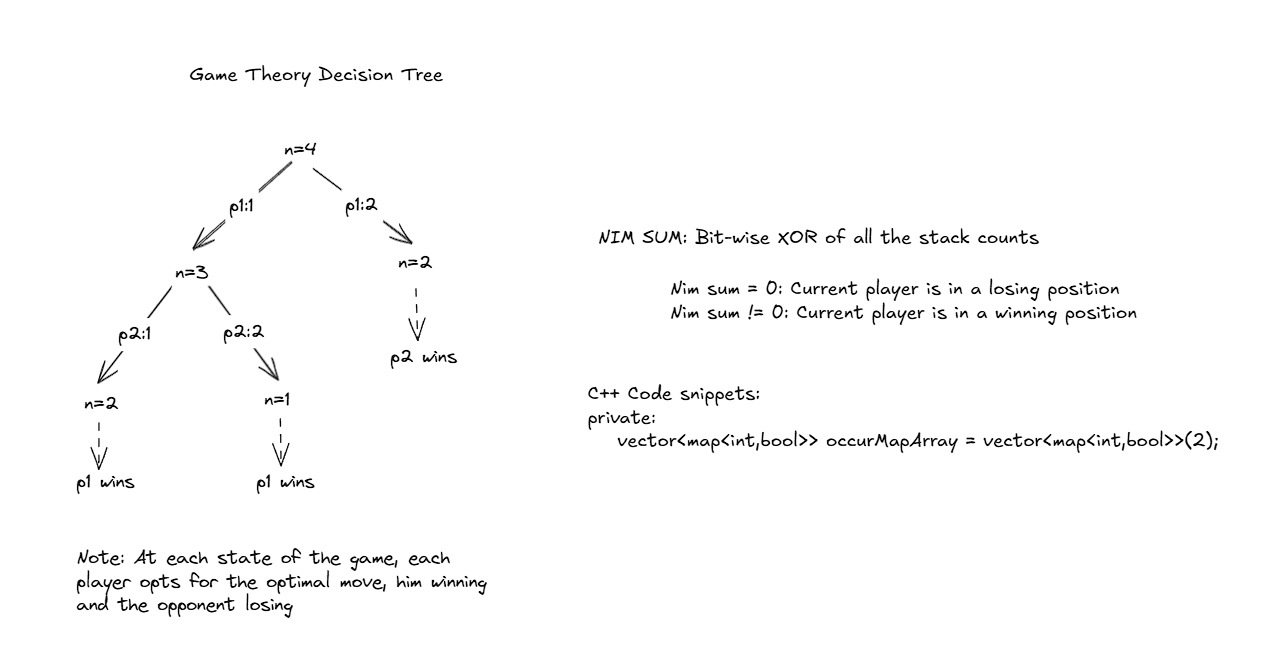 Game Theory Decision Tree
n=4
p1:1
p1:2
n=3
n=2
p2:1
p2:2
p2 wins
n=2
n=1
p1 wins
p1 wins
Note: At each state of the game, each
player opts for the optimal move, him winning
and the opponent losing
NIM SUM: Bit-wise XOR of all the stack counts
Nim sum = 0: Current player is in a losing position
Nim sum != 0: Current player is in a winning position
C++ Code snippets:
private:
vector<map<int,bool>> occurMapArray = vector<map<int,bool>>(2);